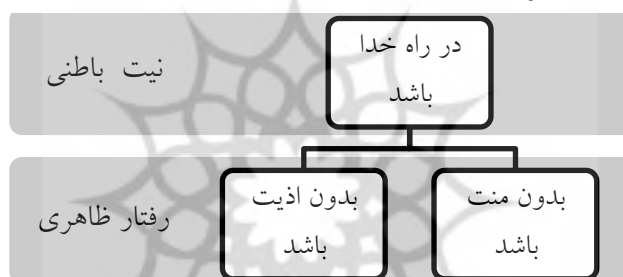 در راه خدا
باشد
نیت باطنی
بدون منت
باشد
بدون اذیت
باشد
رفتار ظاهری